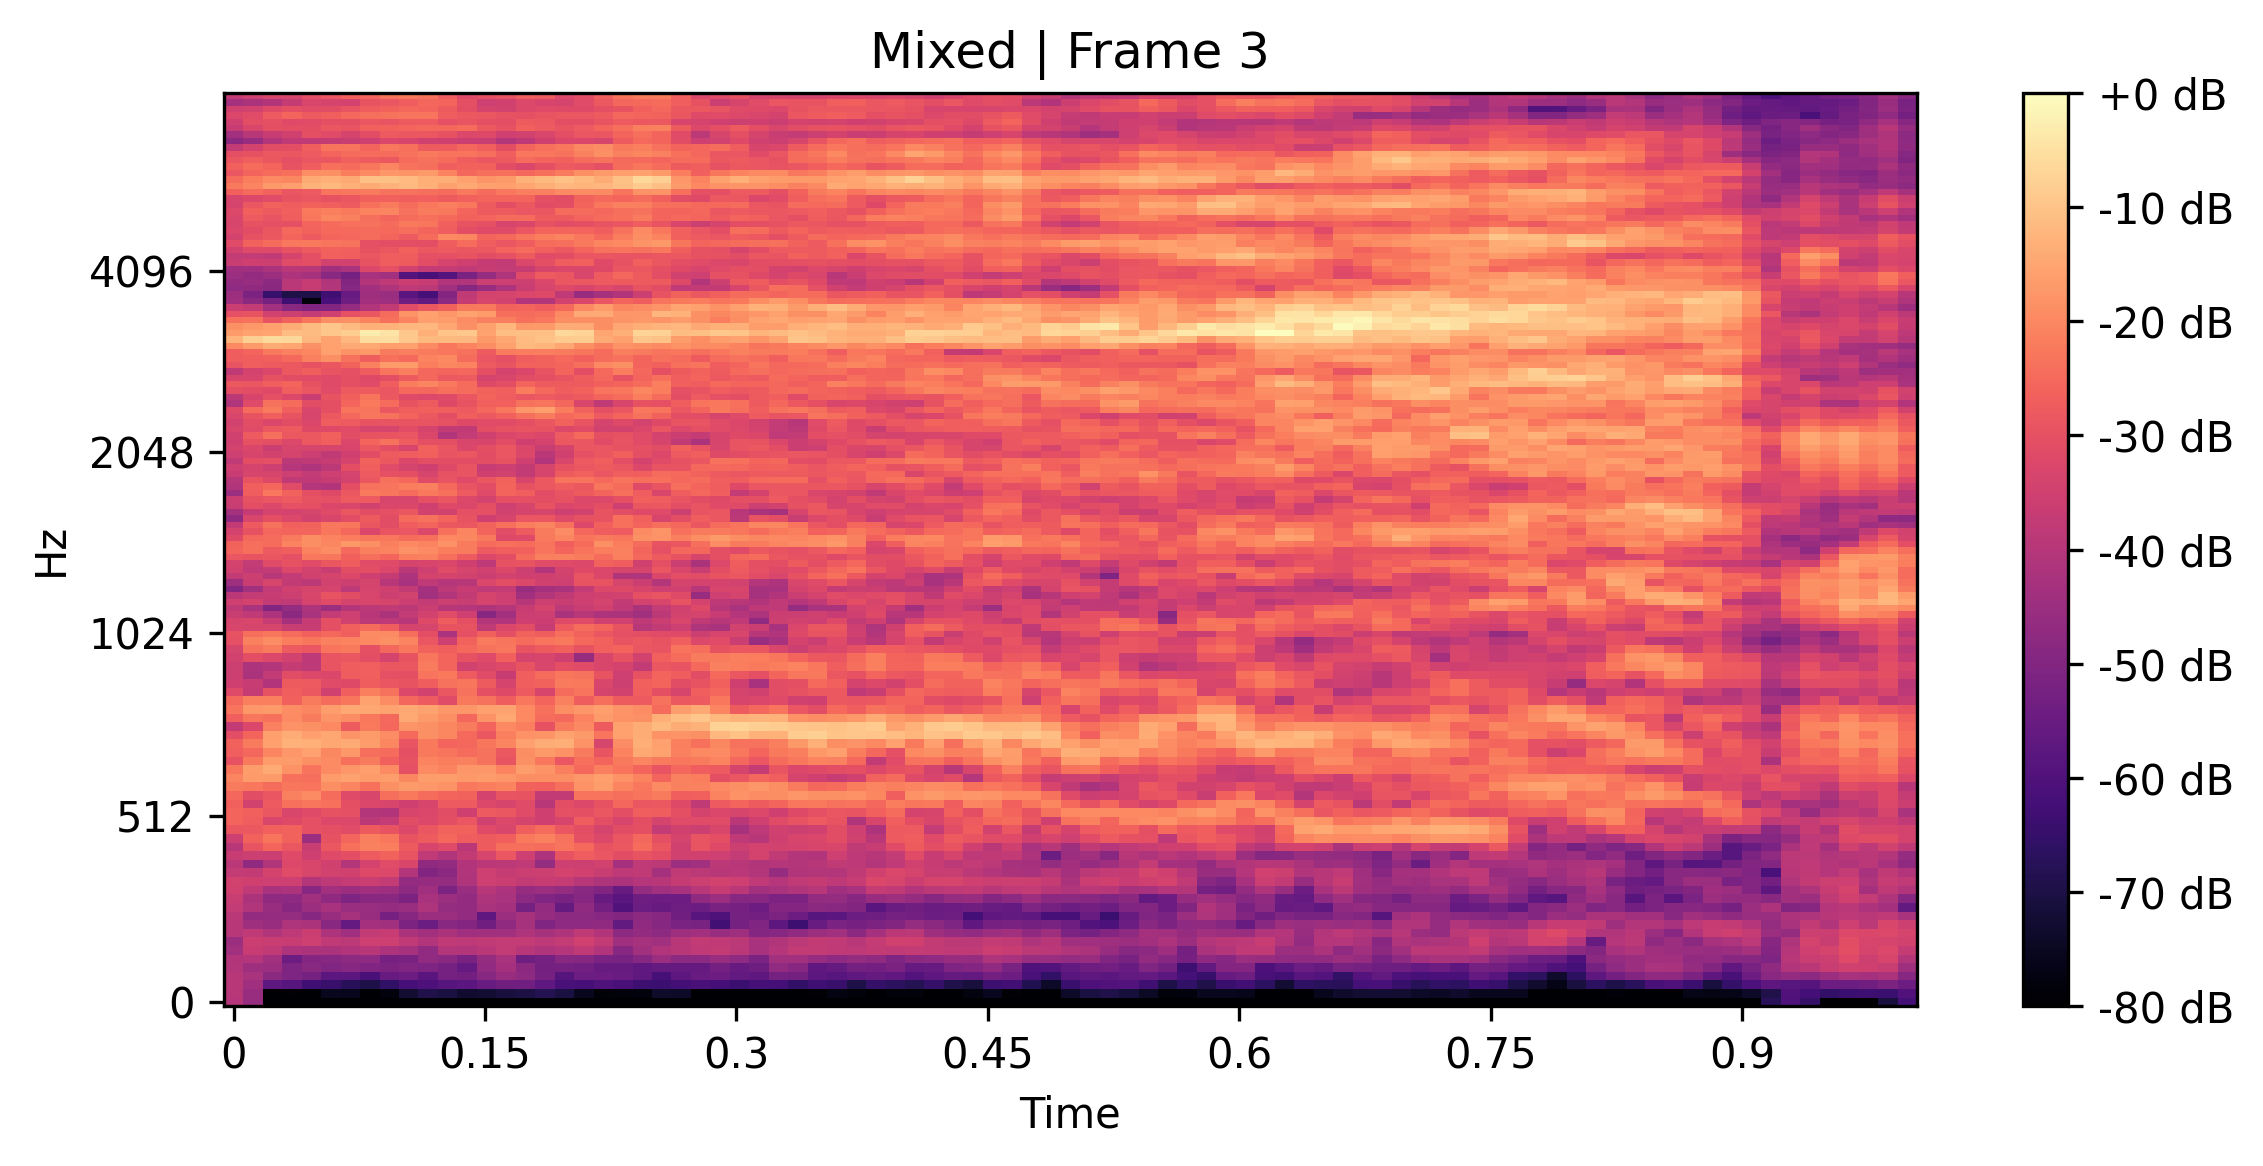 Mixed | Frame 3
+0 dB
-10 dB
-20 dB
-30 dB
-40 dB
-50 dB
-60 dB
-70 dB
-80 dB
4096
2048
1024
512
0
Hz
0 0.15 0.3 0.45 0.6 0.75 0.9
Time